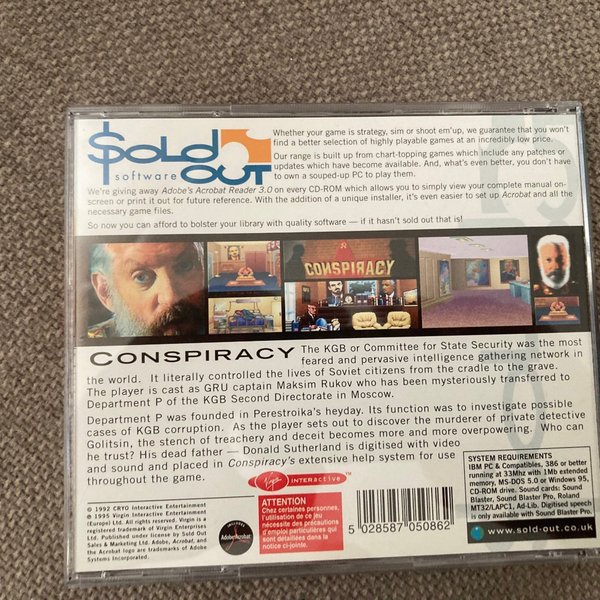 $old
software OUT
Whether your game is strategy, sim or shoot em'up, we guarantee that you won't
find a better selection of highly playable games at an incredibly low price.
Our range is built up from chart-topping games which include any patches or
updates which have become available. And, what's even better, you don't have
to own a souped-up PC to play them.
We're giving away Adobe's Acrobat Reader 3.0 on every CD-ROM which allows you to simply view your complete manual on-
screen or print it out for future reference. With the addition of a unique installer, it's even easier to set up Acrobat and all the
necessary game files.
So now you can afford to bolster your library with quality software — if it hasn't sold out that is!
CONSPIRACY
CONSPIRACY The KGB or Committee for State Security was the most
feared and pervasive intelligence gathering network in
the world. It literally controlled the lives of Soviet citizens from the cradle to the grave.
The player is cast as GRU captain Maksim Rukov who has been mysteriously transferred to
Department P of the KGB Second Directorate in Moscow.
Department P was founded in Perestroika's heyday. Its function was to investigate possible
cases of KGB corruption. As the player sets out to discover the murderer of private detective
Golitsin, the stench of treachery and deceit becomes more and more overpowering. Who can
he trust? His dead father — Donald Sutherland is digitised with video
and sound and placed in Conspiracy's extensive help system for use
throughout the game.
SYSTEM REQUIREMENTS
IBM PC & Compatibles, 386 or better
running at 33Mhz with 1Mb extended
memory, MS-DOS 5.0 or Windows 95,
CD-ROM drive. Sound cards: Sound
Blaster, Sound Blaster Pro, Roland
MT32/LAPC1, Ad-Lib. Digitised speech
is only available with Sound Blaster Pro.
www.sold-out.co.uk
Virgin INTERACTIVE™
© 1992 CRYO Interactive Entertainment
© 1995 Virgin Interactive Entertainment
(Europe) Ltd. All rights reserved. Virgin is a
registered trademark of Virgin Enterprises
Ltd. Published under license by Sold Out
Sales & Marketing Ltd. Adobe, Acrobat, and
the Acrobat logo are trademarks of Adobe
Systems Incorporated.
INCLUDES
Adobe Acrobat
ATTENTION
Chez certaines personnes,
l'utilisation de ce jeu
nécessite des précautions
d'emploi particulières qui
sont détaillées dans la
notice ci-jointe.
5 028587 050862